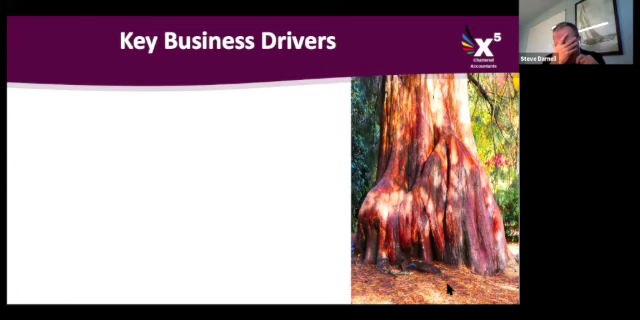 Key Business Drivers
x5
Chartered
Accountants
Steve Darnell